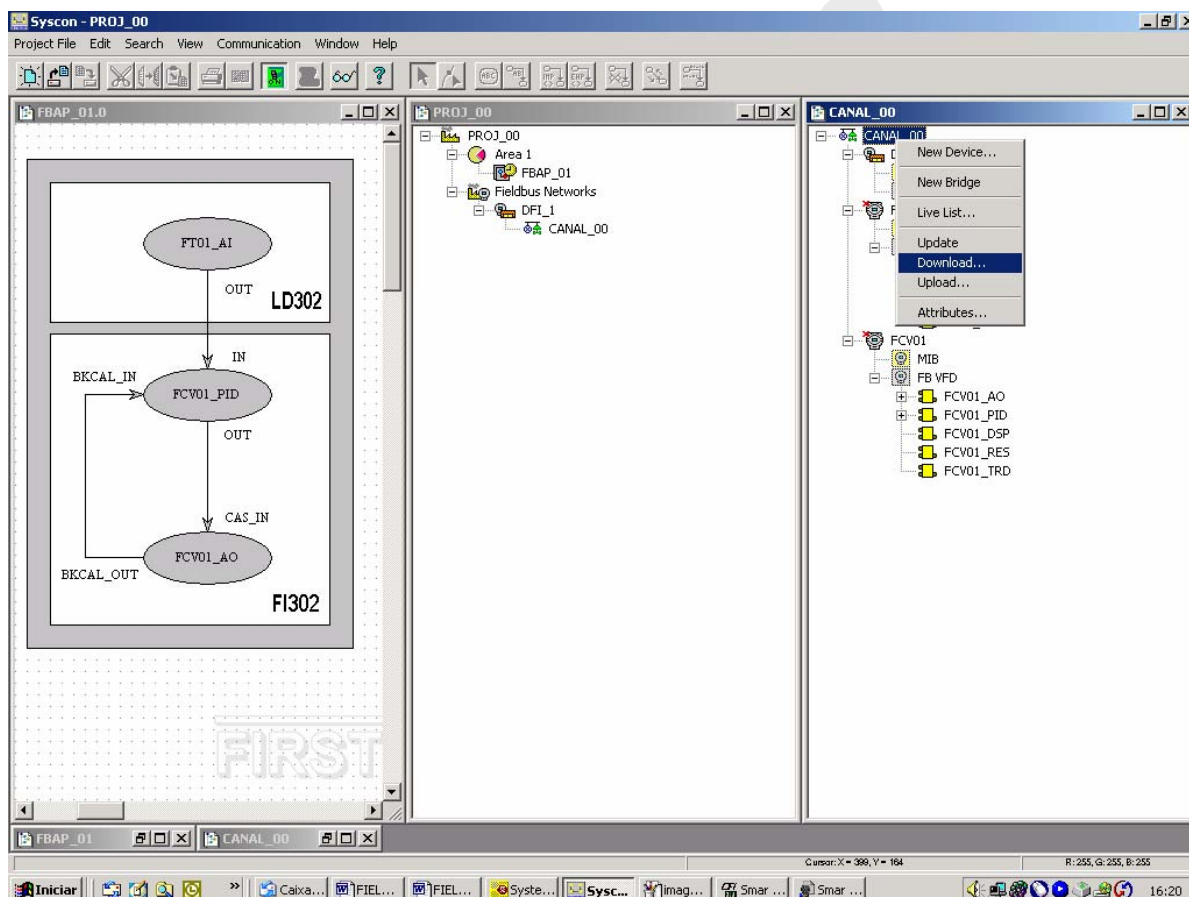 Syscon - PROJ_00
Project File Edit Search View Communication Window Help
FBAP_01.0
FT01_AI
OUT
LD302
IN
BKCAL_IN
FCV01_PID
OUT
CAS_IN
FCV01_AO
BKCAL_OUT
FI302
FIRST
PROJ_00
PROJ_00
Area 1
FBAP_01
Fieldbus Networks
DFI_1
CANAL_00
CANAL_00
CANAL_00
New Device...
New Bridge
Live List...
Update
Download...
Upload...
Attributes...
FCV01
MIB
FB VFD
FCV01_AO
FCV01_PID
FCV01_DSP
FCV01_RES
FCV01_TRD
FBAP_01
CANAL_00
Cursor: X = 399, Y = 164
R: 255, G: 255, B: 255
Iniciar
Caixa...
FIEL...
FIEL...
Syste...
Sysc...
imag...
Smar ...
Smar ...
16:20